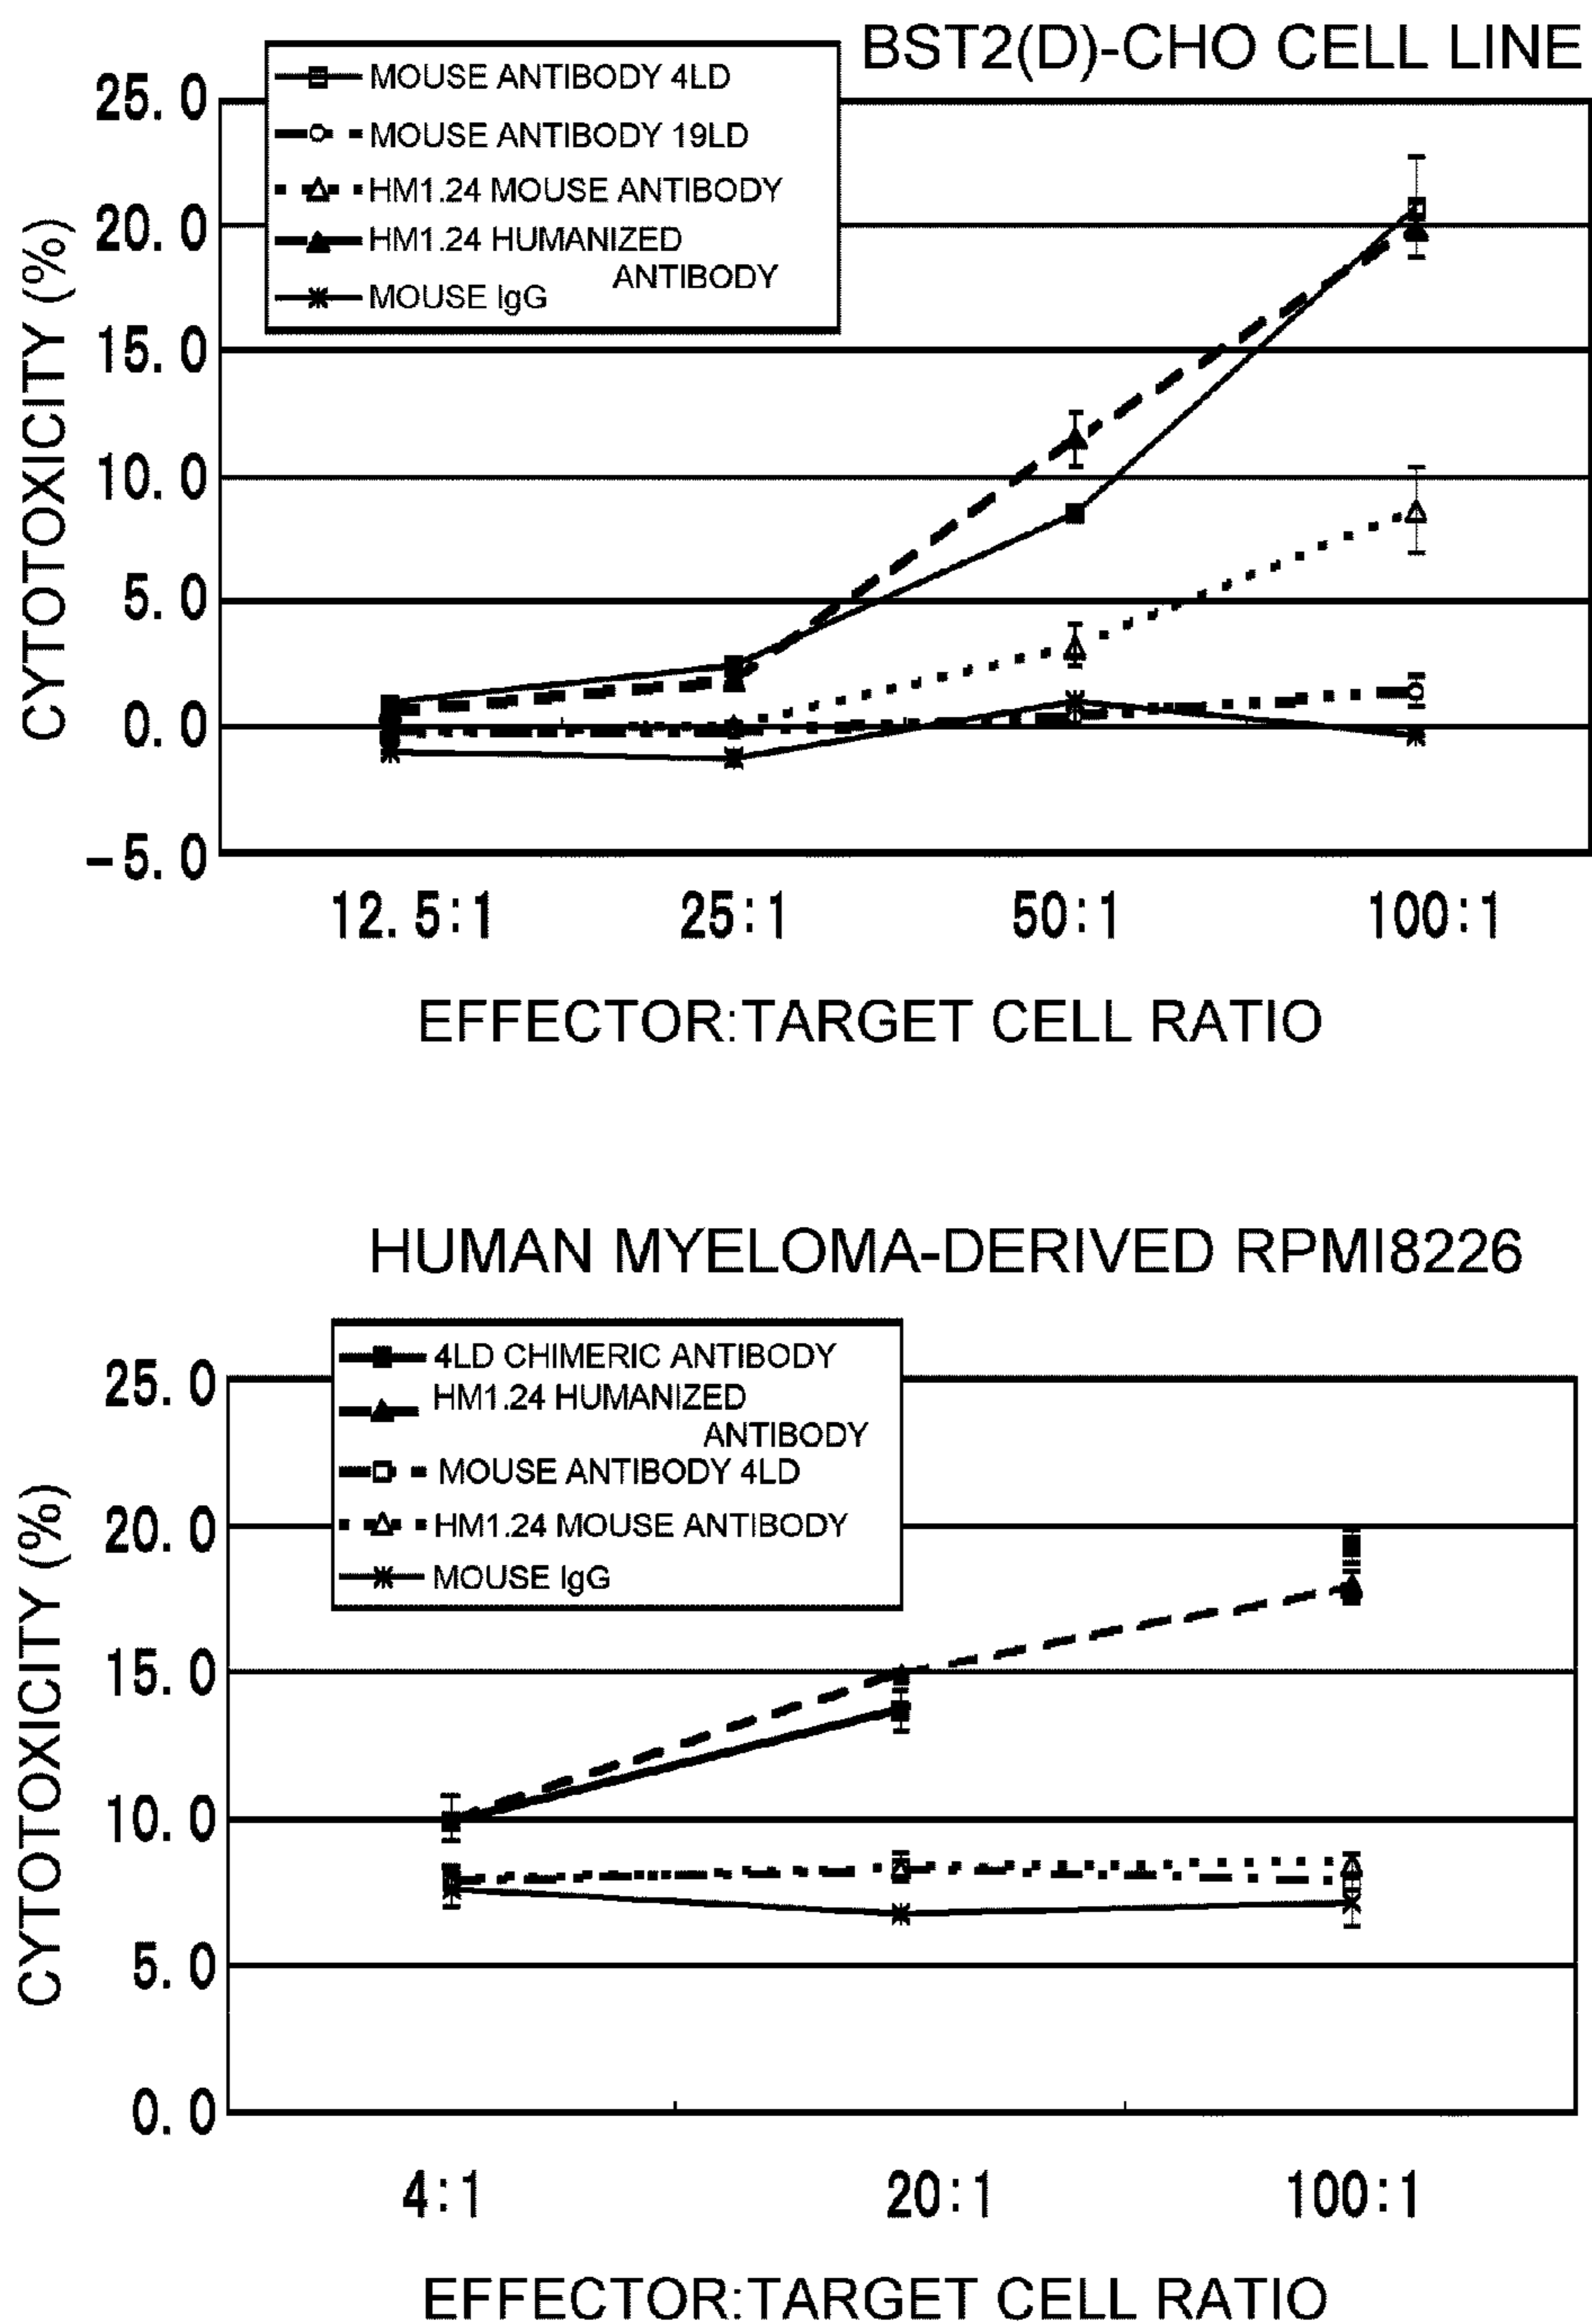 BST2(D)-CHO CELL LINE
MOUSE ANTIBODY 4LD
MOUSE ANTIBODY 19LD
HM1.24 MOUSE ANTIBODY
HM1.24 HUMANIZED
ANTIBODY
MOUSE IgG
CYTOTOXICITY (%)
25.0
20.0
15.0
10.0
5.0
0.0
-5.0
12.5:1 25:1 50:1 100:1
EFFECTOR:TARGET CELL RATIO
HUMAN MYELOMA-DERIVED RPMI8226
4LD CHIMERIC ANTIBODY
HM1.24 HUMANIZED
ANTIBODY
MOUSE ANTIBODY 4LD
HM1.24 MOUSE ANTIBODY
MOUSE IgG
CYTOTOXICITY (%)
25.0
20.0
15.0
10.0
5.0
0.0
4:1 20:1 100:1
EFFECTOR:TARGET CELL RATIO